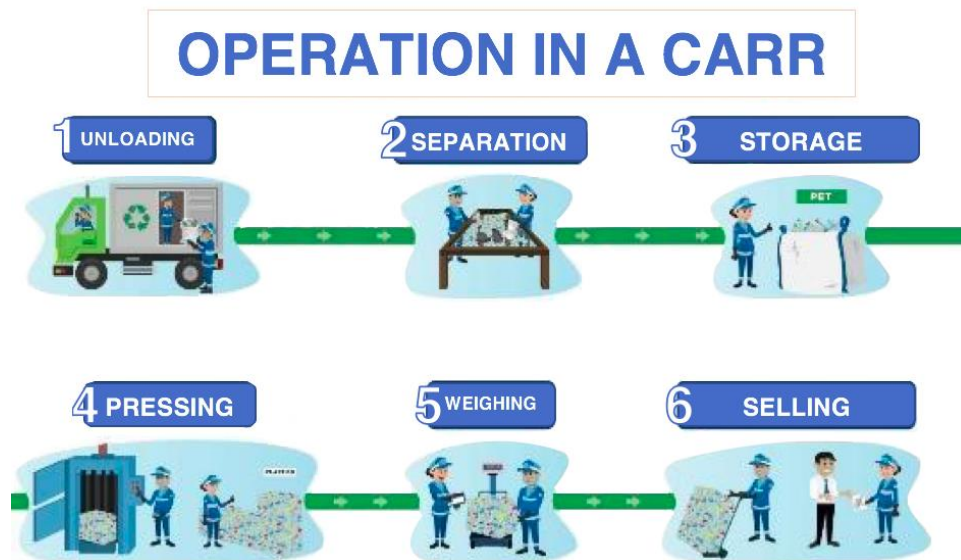 OPERATION IN A CARR
1 UNLOADING
2 SEPARATION
3 STORAGE
PET
4 PRESSING
5 WEIGHING
6 SELLING